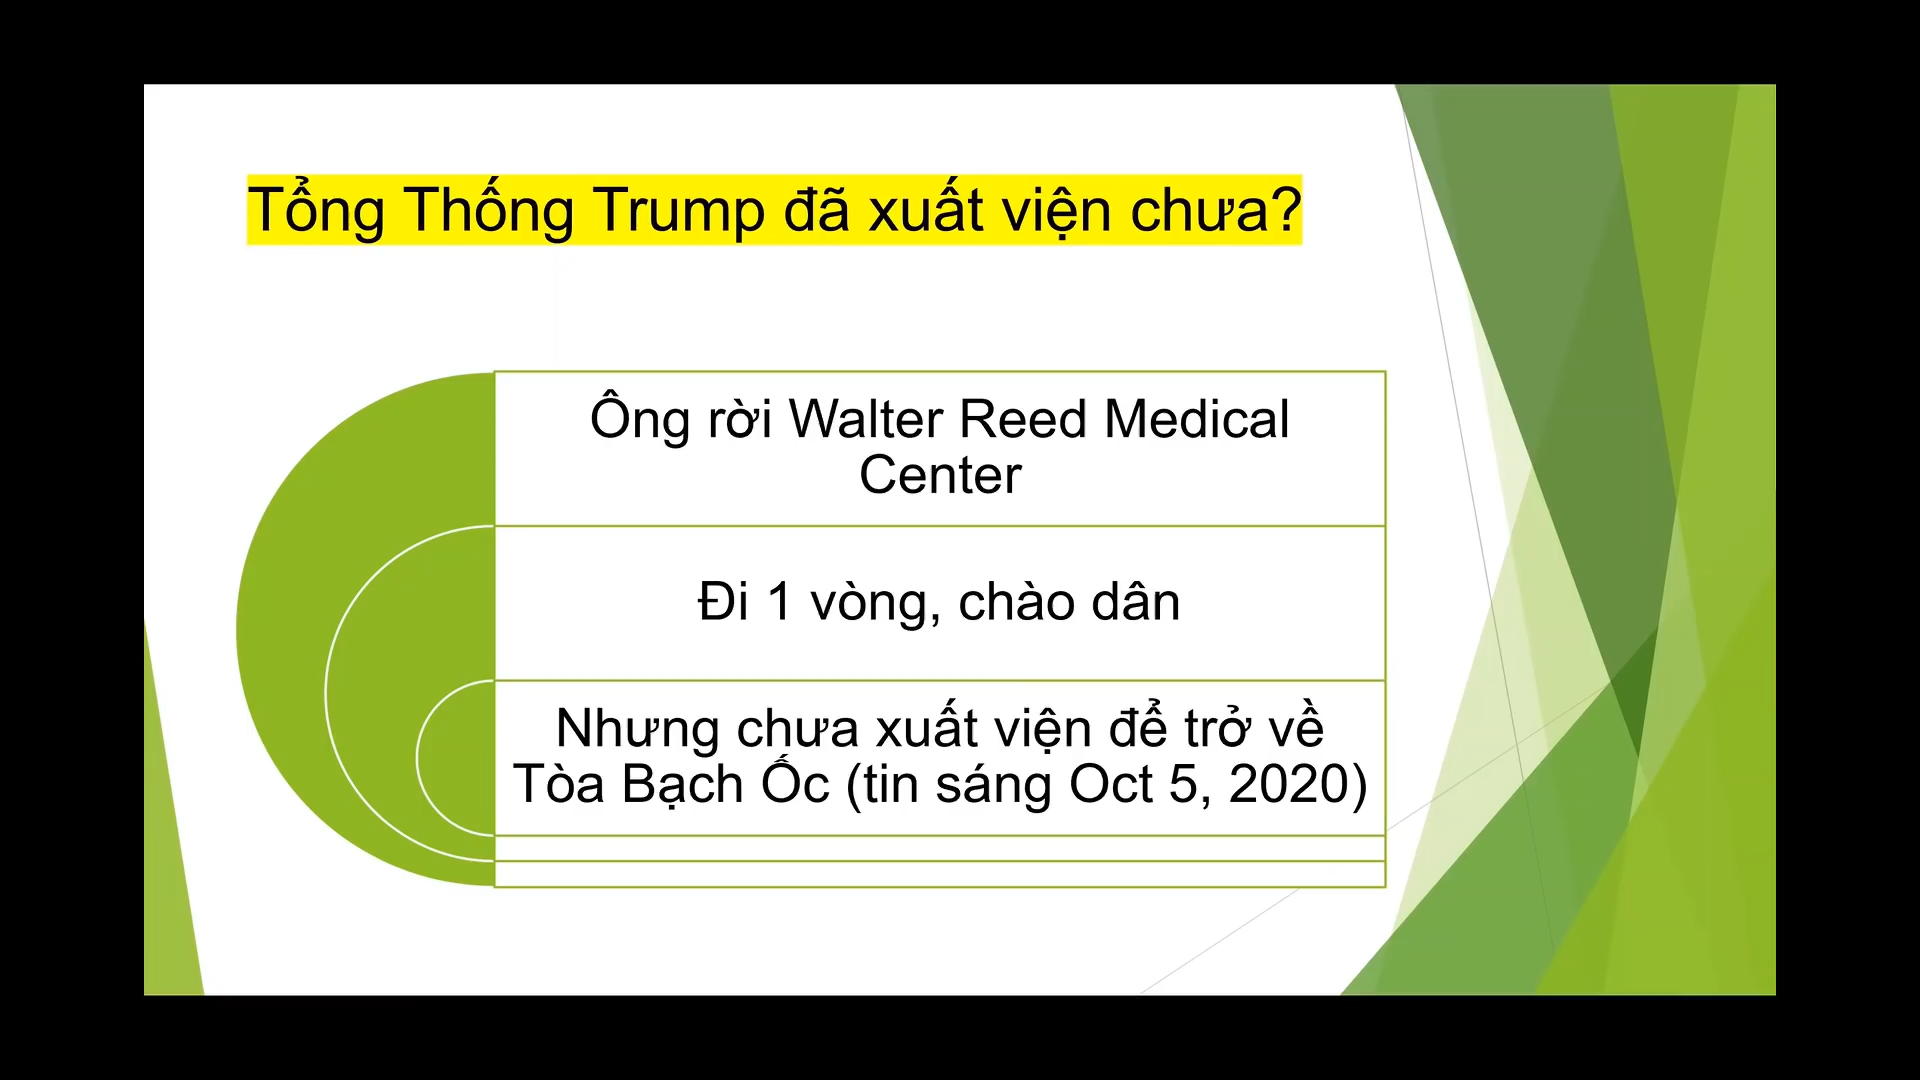 Tổng Thống Trump đã xuất viện chưa?
Ông rời Walter Reed Medical
Center
Đi 1 vòng, chào dân
Nhưng chưa xuất viện để trở về
Tòa Bạch Ốc (tin sáng Oct 5, 2020)